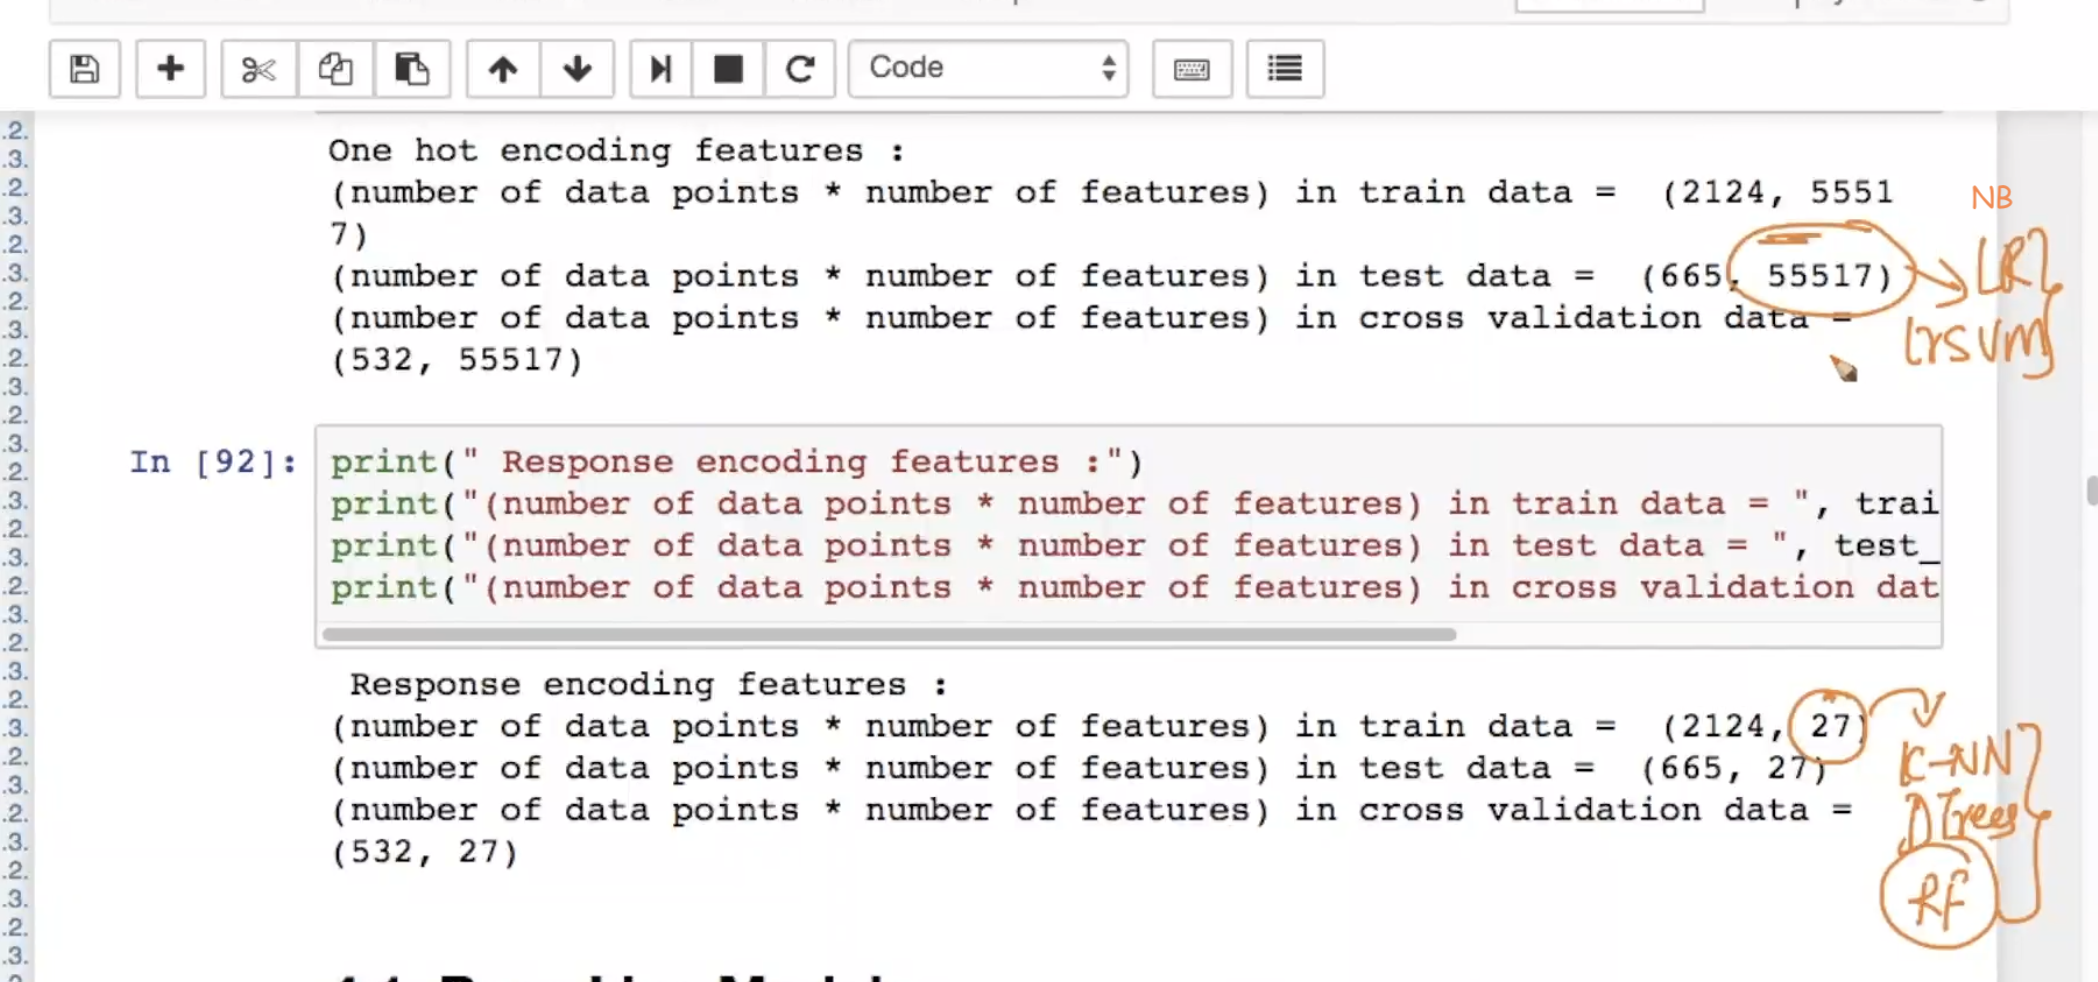 Code
One hot encoding features :
(number of data points * number of features) in train data =  (2124, 5551
7)
(number of data points * number of features) in test data =  (665, 55517)
(number of data points * number of features) in cross validation data =
(532, 55517)
NB
LR
LrSVM
In [92]:
print(" Response encoding features :")
print("(number of data points * number of features) in train data = ", trai
print("(number of data points * number of features) in test data = ", test_
print("(number of data points * number of features) in cross validation dat
Response encoding features :
(number of data points * number of features) in train data =  (2124, 27)
(number of data points * number of features) in test data =  (665, 27)
(number of data points * number of features) in cross validation data =
(532, 27)
K-NN
DTrees
RF
.2.
.3.
.2.
.3.
.2.
.3.
.2.
.3.
.2.
.3.
.2.
.3.
.2.
.3.
.2.
.3.
.2.
.3.
.2.
.3.
.2.
.3.
.2.
.3.
.2.
.3.
.2.
.3.
.2.
.3.